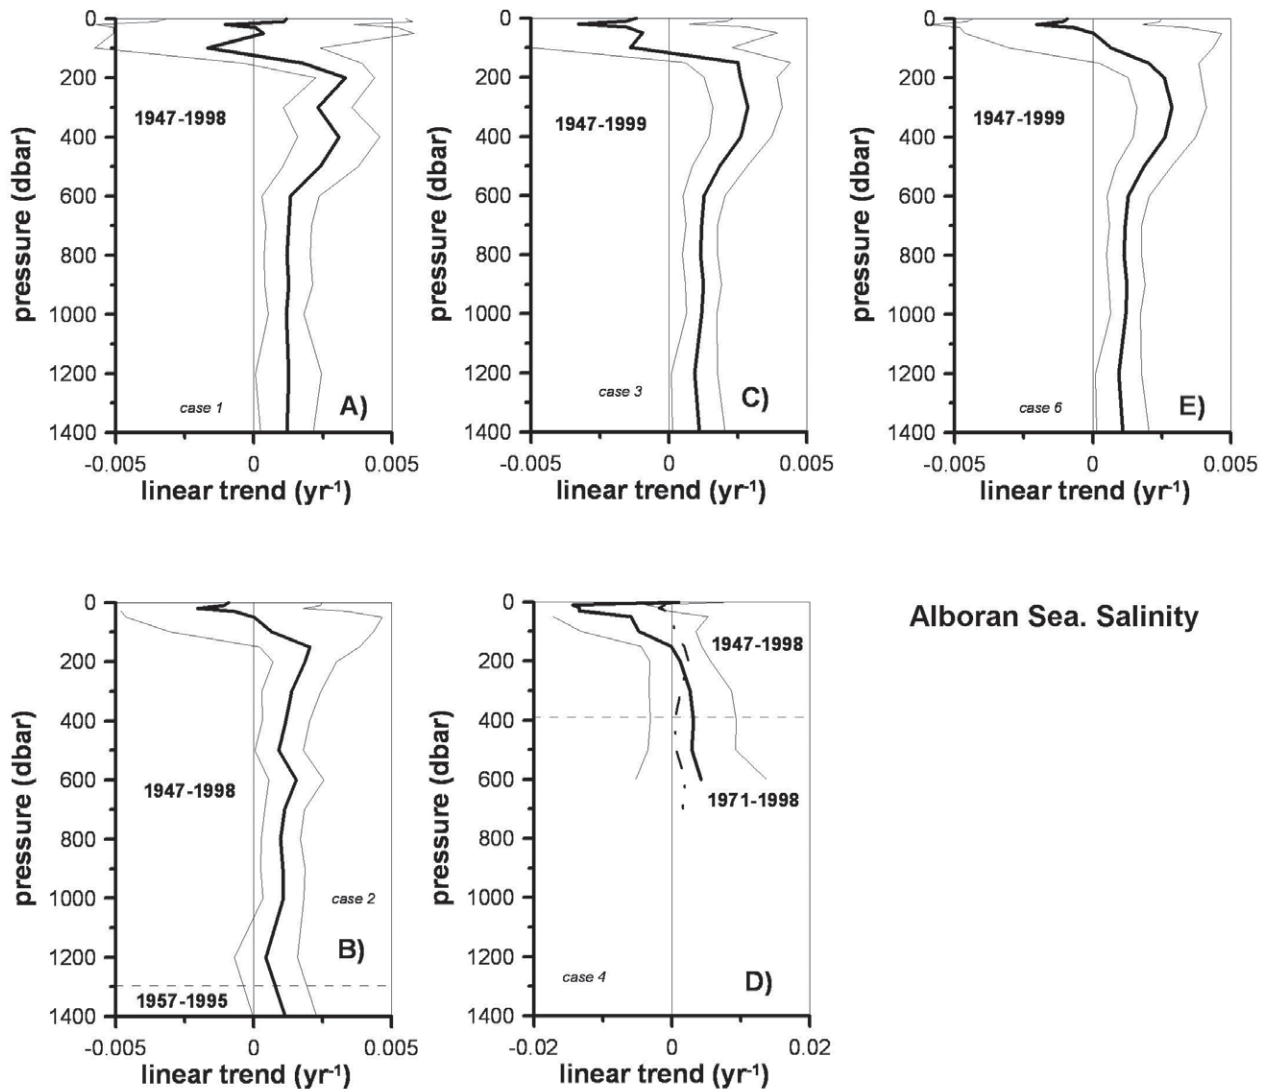 0
200
400
600
800
1000
1200
1400
pressure (dbar)
1947-1998
case 1
A)
-0.005
0
0.005
linear trend (yr⁻¹)
0
200
400
600
800
1000
1200
1400
pressure (dbar)
1947-1999
case 3
C)
-0.005
0
0.005
linear trend (yr⁻¹)
0
200
400
600
800
1000
1200
1400
pressure (dbar)
1947-1999
case 6
E)
-0.005
0
0.005
linear trend (yr⁻¹)
0
200
400
600
800
1000
1200
1400
pressure (dbar)
1947-1998
case 2
B)
1957-1995
-0.005
0
0.005
linear trend (yr⁻¹)
0
200
400
600
800
1000
1200
1400
pressure (dbar)
1947-1998
1971-1998
case 4
D)
-0.02
0
0.02
linear trend (yr⁻¹)
Alboran Sea. Salinity